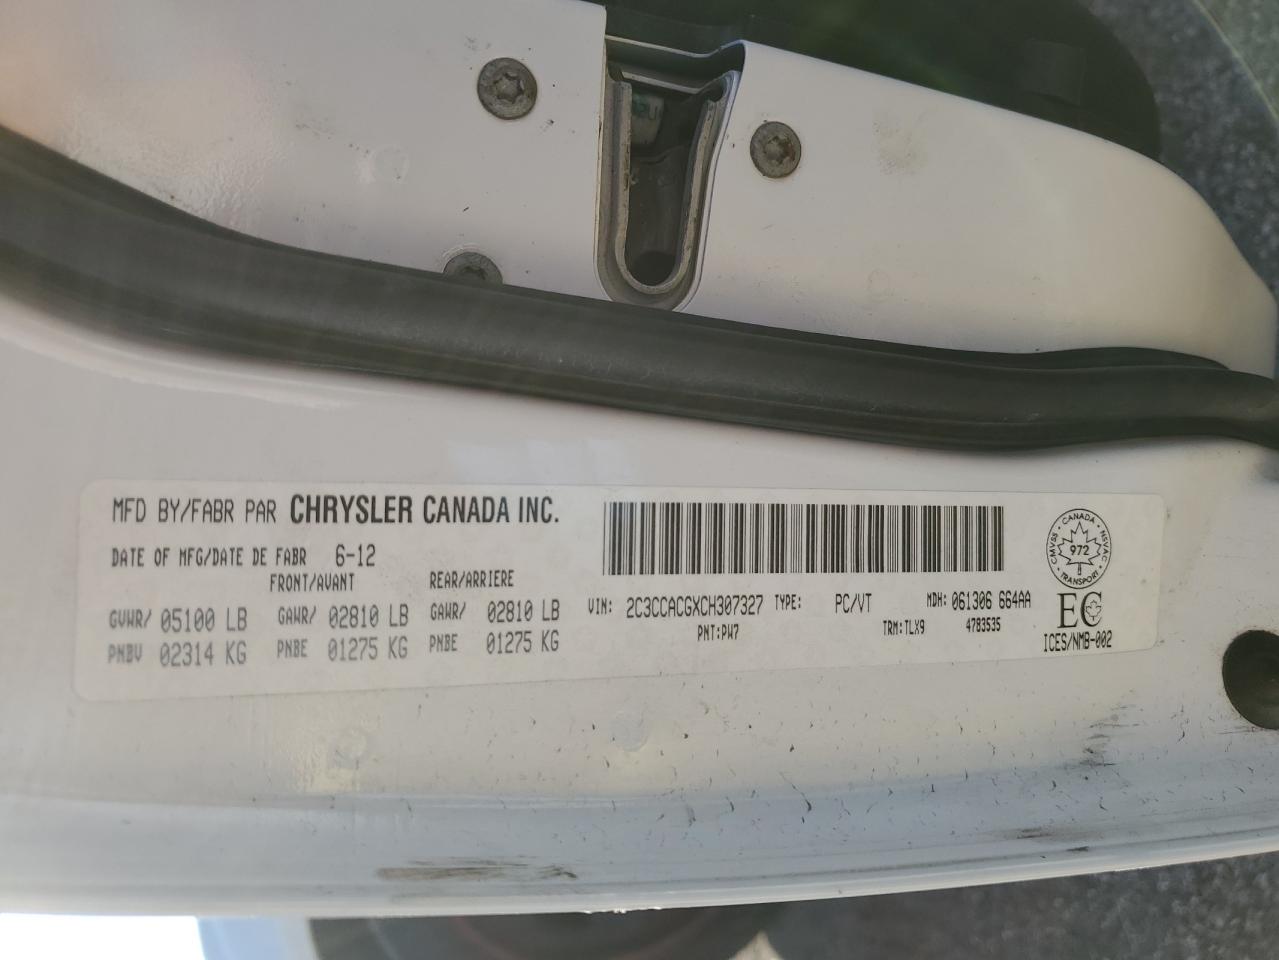 MFD BY/FABR PAR CHRYSLER CANADA INC.
DATE OF MFG/DATE DE FABR 6-12
FRONT/AVANT REAR/ARRIERE
GVWR/ 05100 LB GAWR/ 02810 LB GAWR/ 02810 LB
PNBV 02314 KG PNBE 01275 KG PNBE 01275 KG
VIN: 2C3CCACGXCH307327 TYPE: PC/VT MDH: 061306 664AA
PNT:PW7 TRM:TLX9 4783535
CMVSS · CANADA · NSVAC
972
TRANSPORT
EC
ICES/NMB-002